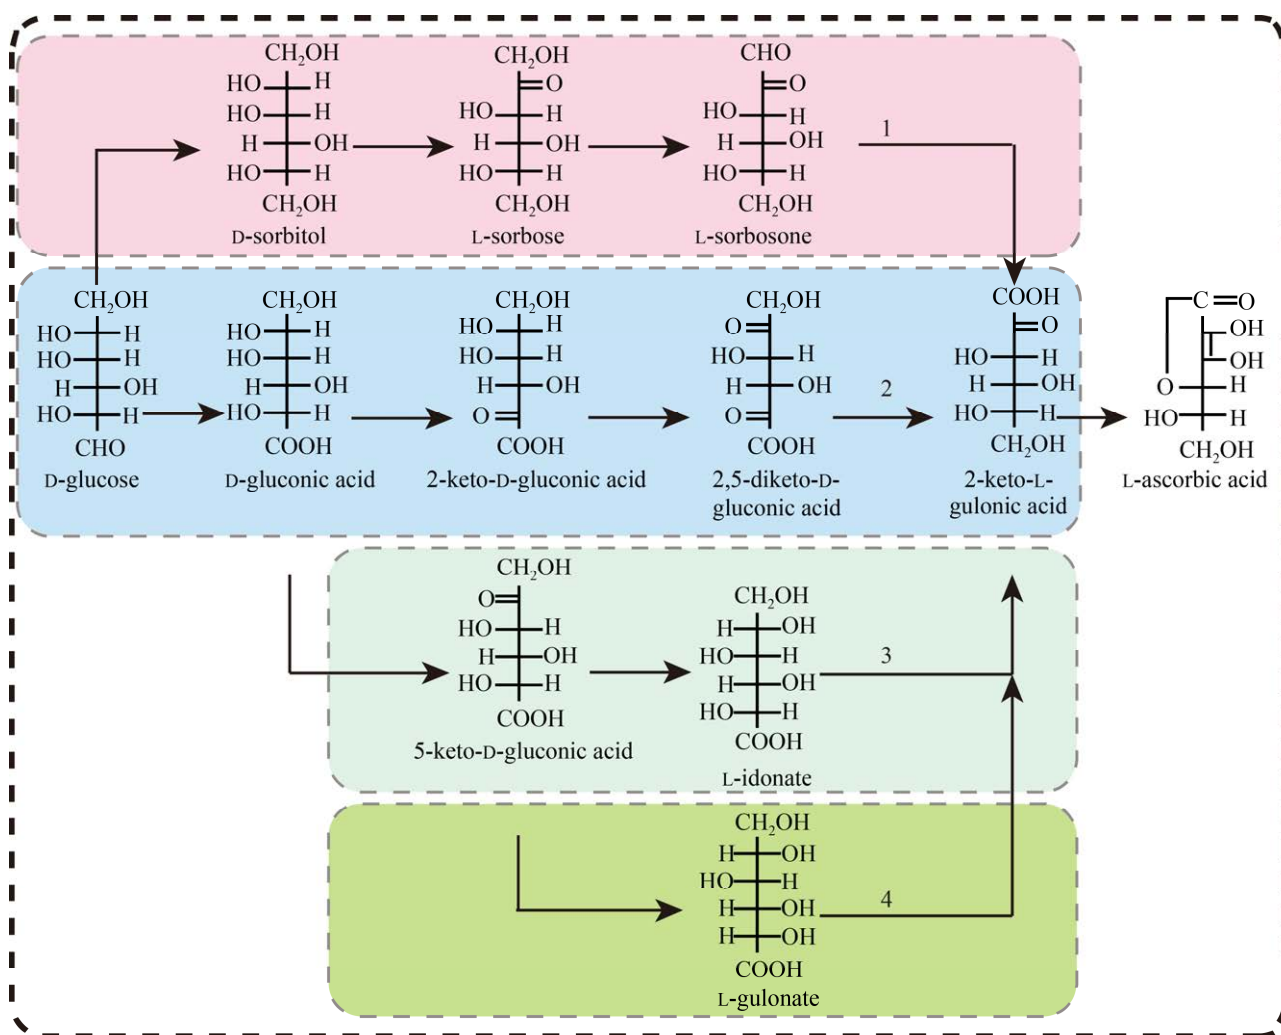 CH₂OH
HO H
HO H
H OH
HO H
CH₂OH
D-sorbitol
CH₂OH
O
HO H
H OH
HO H
CH₂OH
L-sorbose
CHO
O
HO H
H OH
HO H
CH₂OH
L-sorbosone
1
CH₂OH
HO H
HO H
H OH
HO H
CHO
D-glucose
CH₂OH
HO H
HO H
H OH
HO H
COOH
D-gluconic acid
CH₂OH
HO H
HO H
H OH
O
COOH
2-keto-D-gluconic acid
CH₂OH
O
HO H
H OH
O
COOH
2,5-diketo-D-
gluconic acid
2
COOH
O
HO H
H OH
HO H
CH₂OH
2-keto-L-
gulonic acid
C O
OH
OH
O H
HO H
CH₂OH
L-ascorbic acid
CH₂OH
O
HO H
H OH
HO H
COOH
5-keto-D-gluconic acid
CH₂OH
H OH
HO H
H OH
HO H
COOH
L-idonate
3
CH₂OH
H OH
HO H
H OH
H OH
COOH
L-gulonate
4